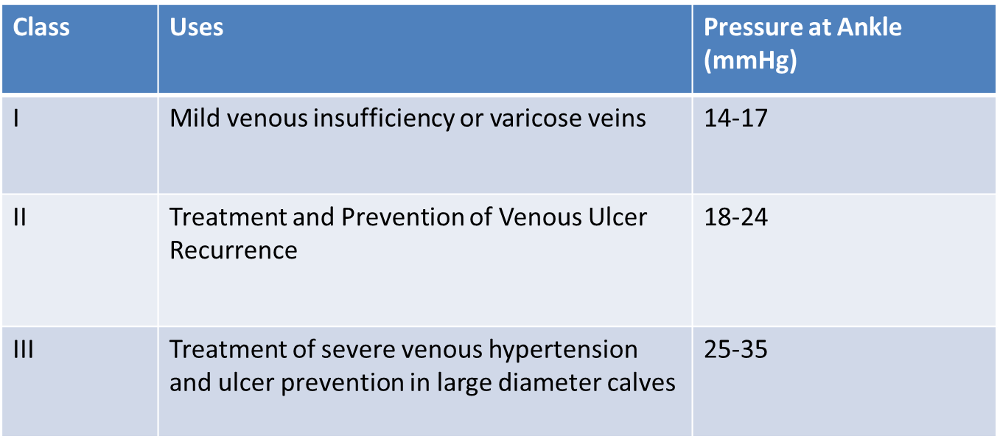 Class
Uses
Pressure at Ankle
(mmHg)
I
Mild venous insufficiency or varicose veins
14-17
II
Treatment and Prevention of Venous Ulcer
Recurrence
18-24
III
Treatment of severe venous hypertension
and ulcer prevention in large diameter calves
25-35